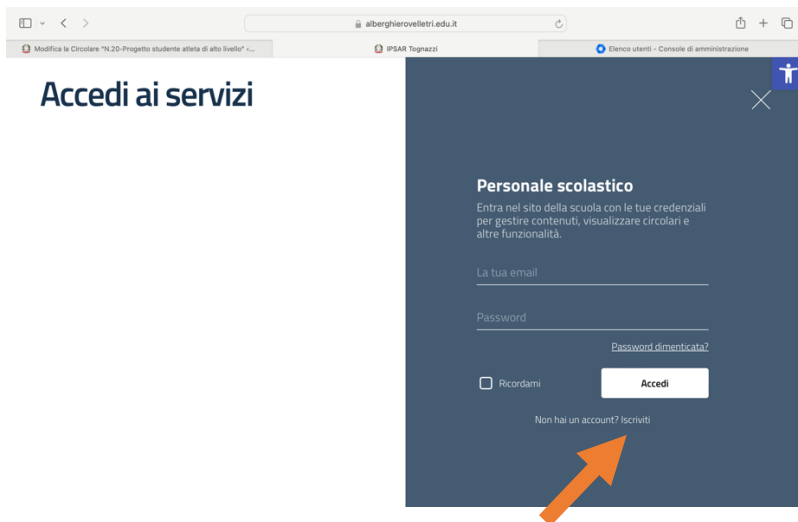 alberghierovelletri.edu.it
Modifica la Circolare "N.20-Progetto studente atleta di alto livello" ‹...
IPSAR Tognazzi
Elenco utenti - Console di amministrazione
Accedi ai servizi
Personale scolastico
Entra nel sito della scuola con le tue credenziali
per gestire contenuti, visualizzare circolari e
altre funzionalità.
La tua email
Password
Password dimenticata?
Ricordami
Accedi
Non hai un account? Iscriviti